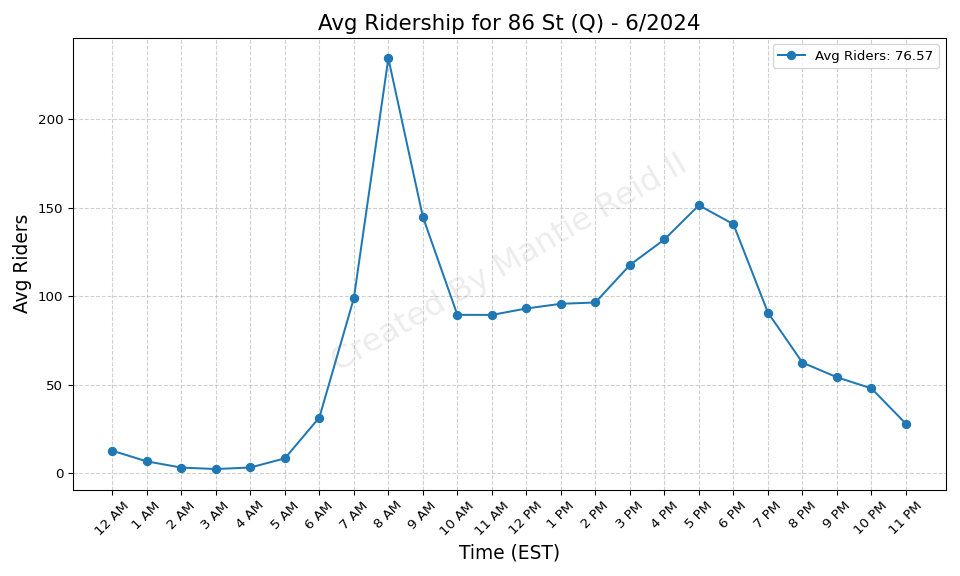 Avg Ridership for 86 St (Q) - 6/2024
Avg Riders: 76.57
Created By Mantle Reid II
Avg Riders
200
150
100
50
0
12 AM
1 AM
2 AM
3 AM
4 AM
5 AM
6 AM
7 AM
8 AM
9 AM
10 AM
11 AM
12 PM
1 PM
2 PM
3 PM
4 PM
5 PM
6 PM
7 PM
8 PM
9 PM
10 PM
11 PM
Time (EST)